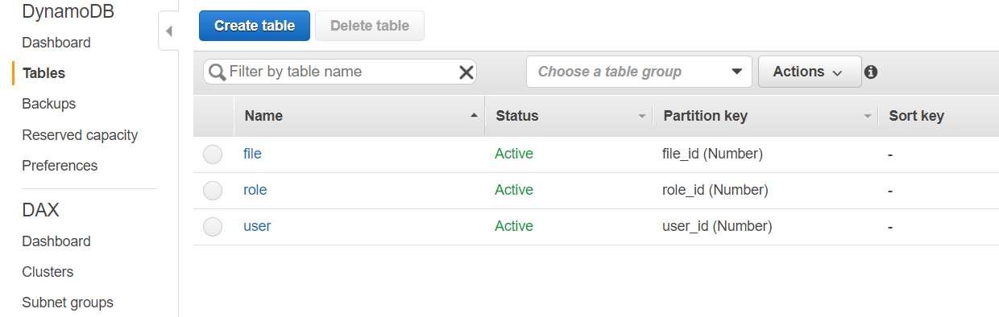 DynamoDB
Dashboard
Tables
Backups
Reserved capacity
Preferences
DAX
Dashboard
Clusters
Subnet groups
Create table Delete table
Filter by table name Choose a table group Actions
Name Status Partition key Sort key
file Active file_id (Number) -
role Active role_id (Number) -
user Active user_id (Number) -